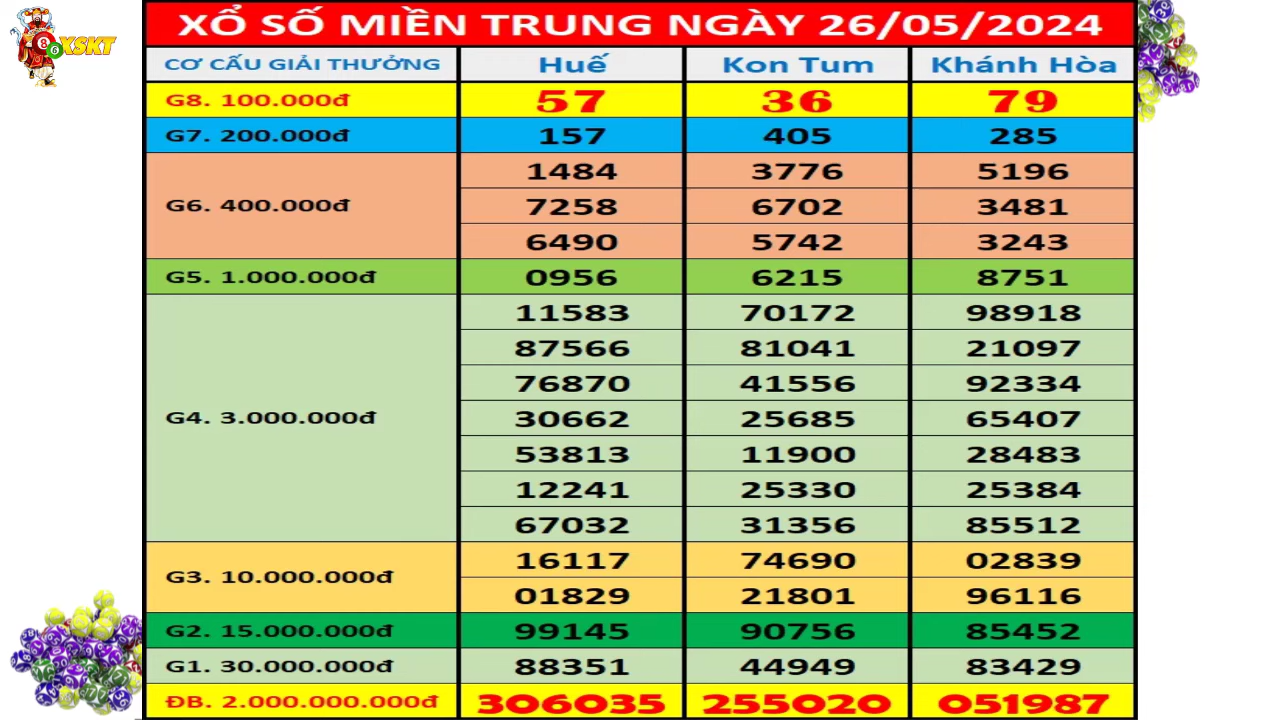 XSKT
XỔ SỐ MIỀN TRUNG NGÀY 26/05/2024
CƠ CẤU GIẢI THƯỞNG Huế Kon Tum Khánh Hòa
G8. 100.000đ 57 36 79
G7. 200.000đ 157 405 285
G6. 400.000đ 1484 3776 5196
7258 6702 3481
6490 5742 3243
G5. 1.000.000đ 0956 6215 8751
G4. 3.000.000đ 11583 70172 98918
87566 81041 21097
76870 41556 92334
30662 25685 65407
53813 11900 28483
12241 25330 25384
67032 31356 85512
G3. 10.000.000đ 16117 74690 02839
01829 21801 96116
G2. 15.000.000đ 99145 90756 85452
G1. 30.000.000đ 88351 44949 83429
ĐB. 2.000.000.000đ 306035 255020 051987